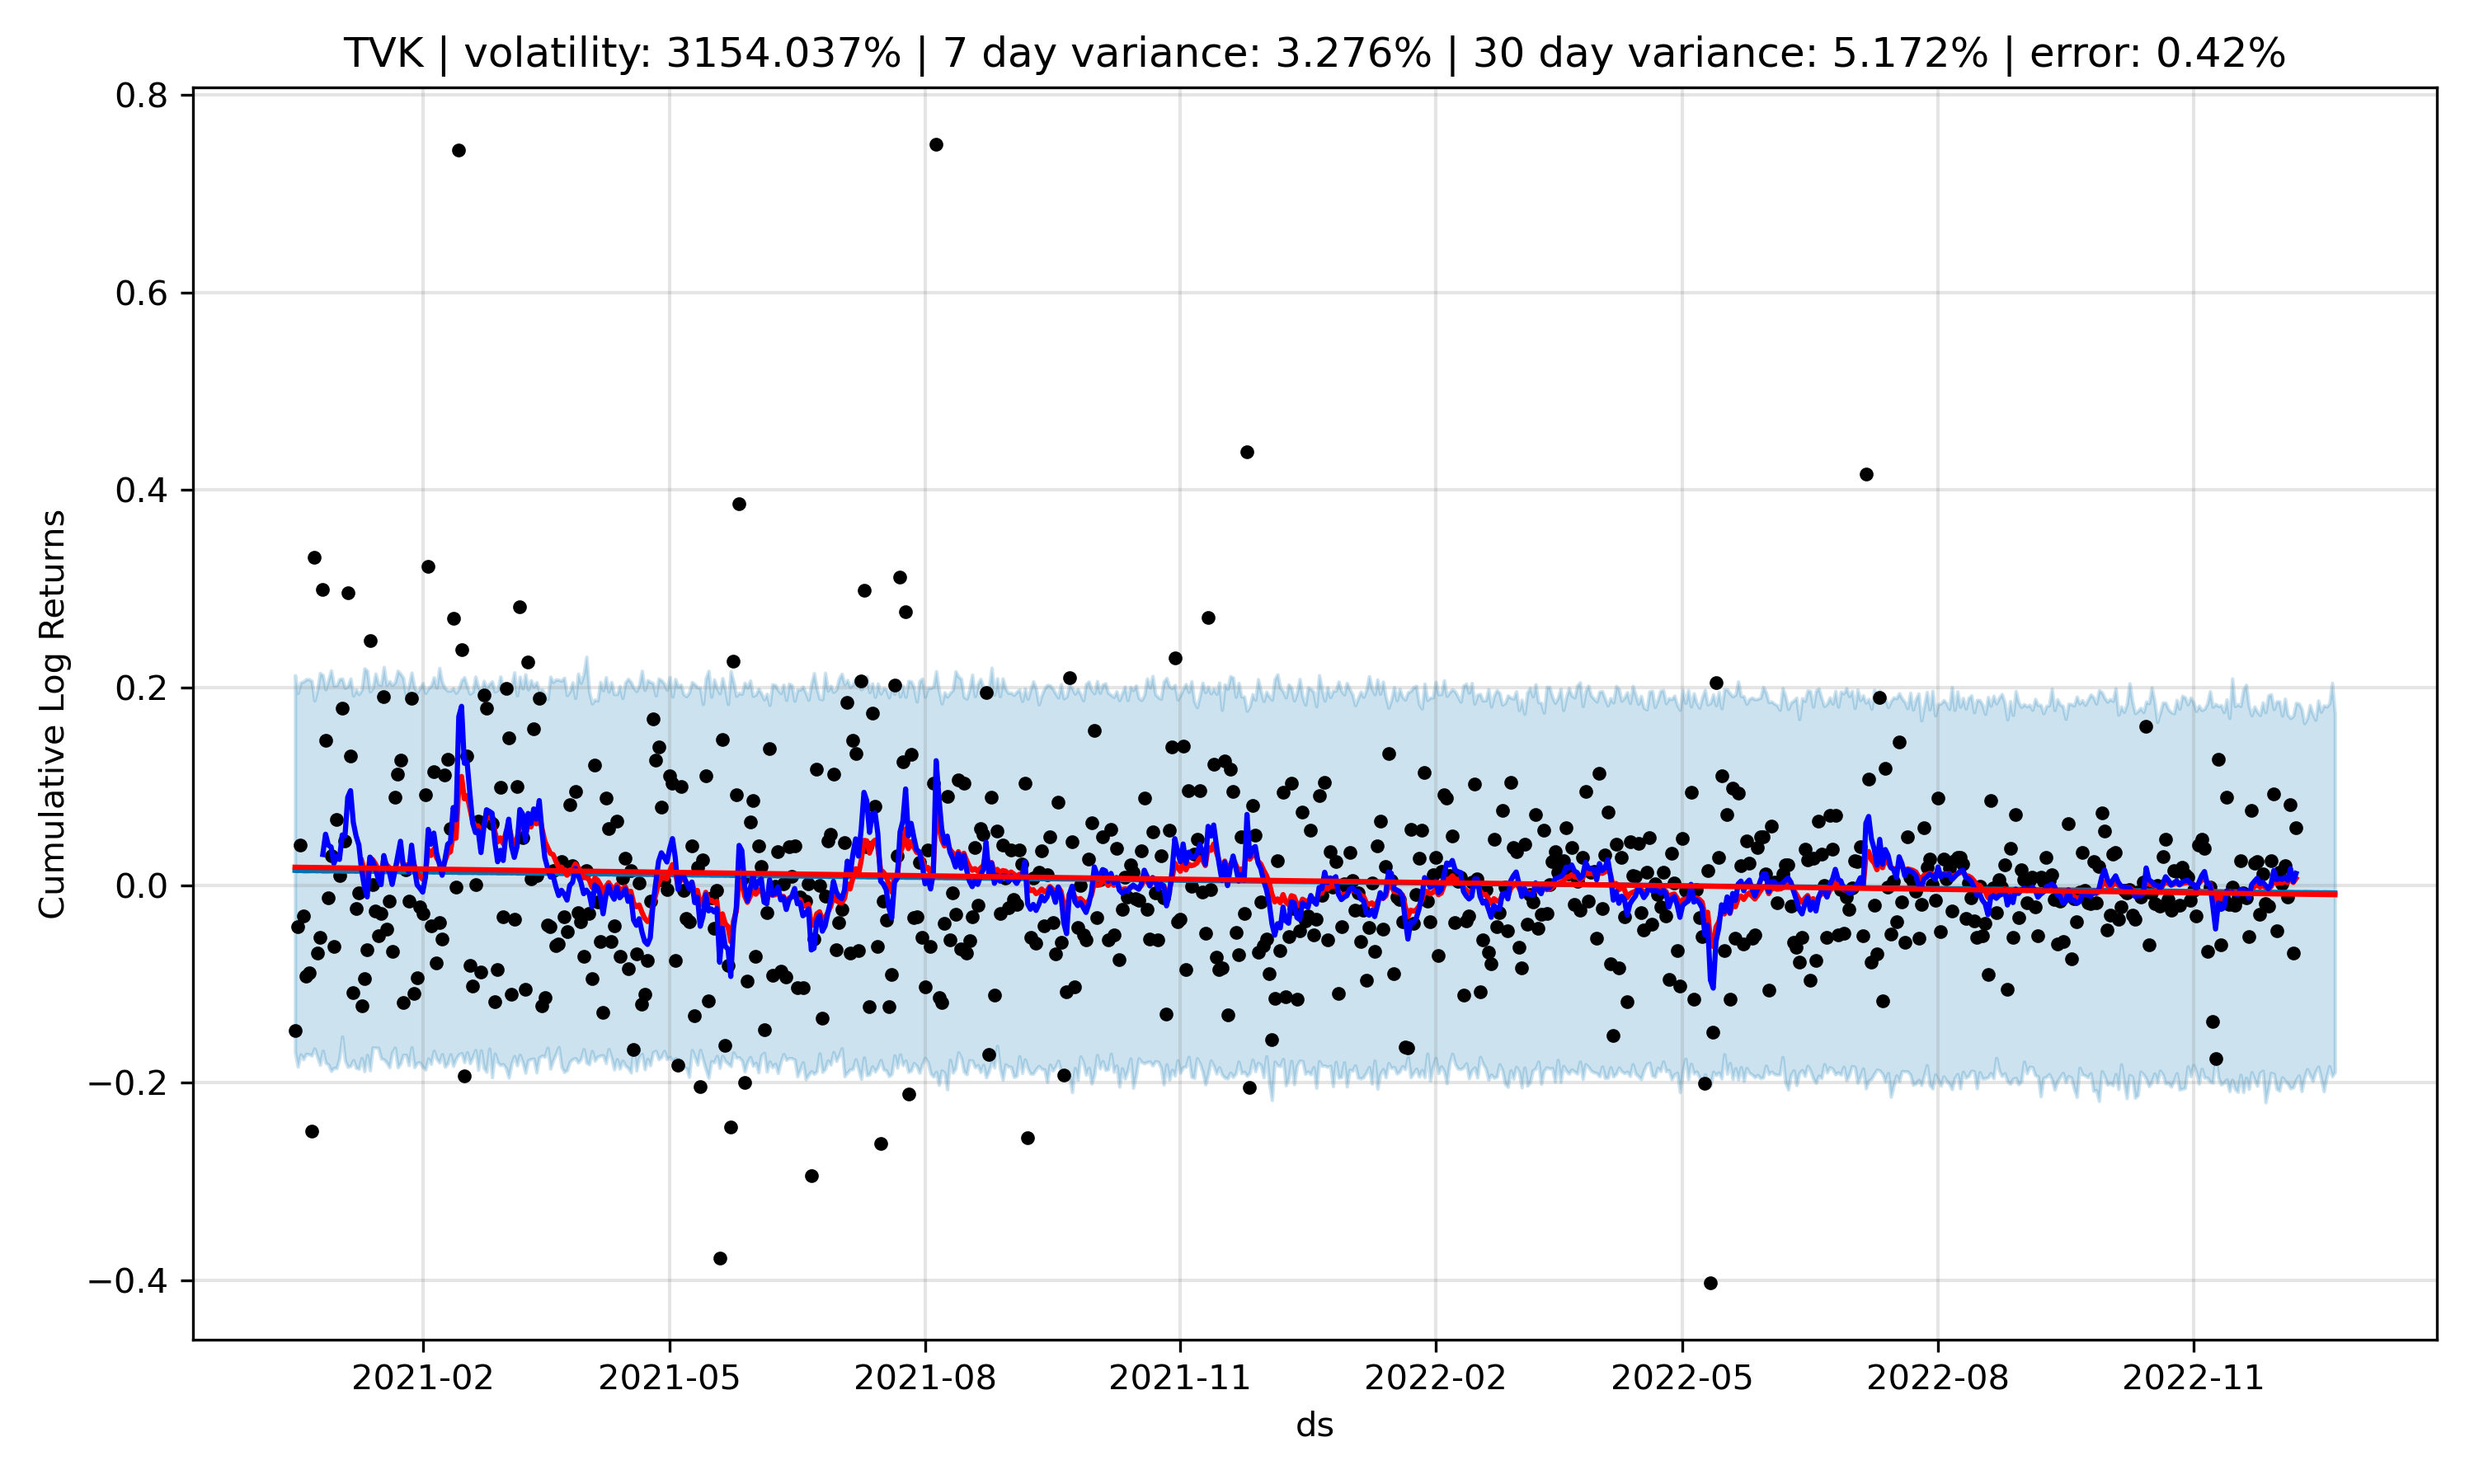 TVK | volatility: 3154.037% | 7 day variance: 3.276% | 30 day variance: 5.172% | error: 0.42%
0.8
0.6
0.4
0.2
0.0
−0.2
−0.4
Cumulative Log Returns
2021-02 2021-05 2021-08 2021-11 2022-02 2022-05 2022-08 2022-11
ds